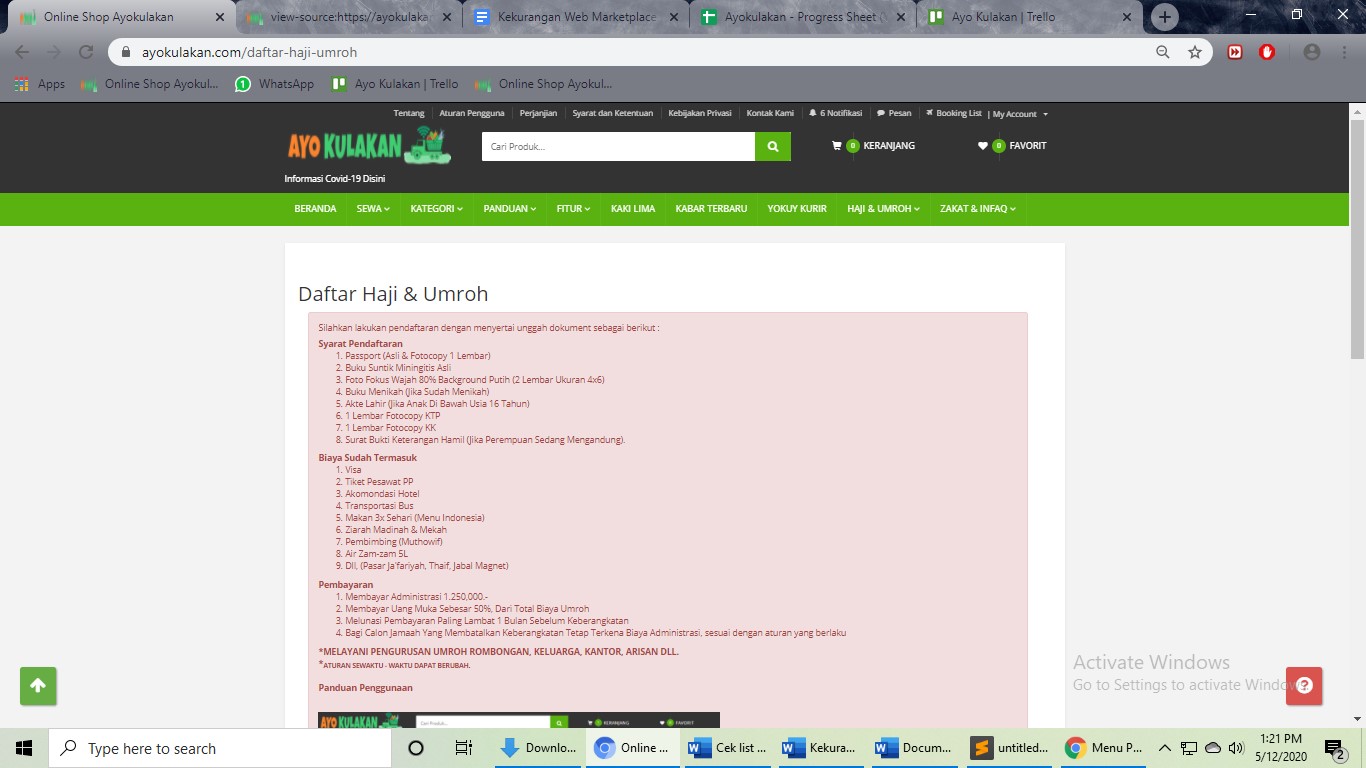 Online Shop Ayokulakan
view-source:https://ayokulakan
Kekurangan Web Marketplace
Ayokulakan - Progress Sheet
Ayo Kulakan | Trello
ayokulakan.com/daftar-haji-umroh
Apps
Online Shop Ayokul...
WhatsApp
Ayo Kulakan | Trello
Online Shop Ayokul...
Tentang
Aturan Pengguna
Perjanjian
Syarat dan Ketentuan
Kebijakan Privasi
Kontak Kami
6 Notifikasi
Pesan
Booking List
| My Account
AYO KULAKAN
Cari Produk...
0 KERANJANG
0 FAVORIT
Informasi Covid-19 Disini
BERANDA
SEWA
KATEGORI
PANDUAN
FITUR
KAKI LIMA
KABAR TERBARU
YOKUY KURIR
HAJI & UMROH
ZAKAT & INFAQ
Daftar Haji & Umroh
Silahkan lakukan pendaftaran dengan menyertai unggah dokument sebagai berikut :
Syarat Pendaftaran
1. Passport (Asli & Fotocopy 1 Lembar)
2. Buku Suntik Miningitis Asli
3. Foto Fokus Wajah 80% Background Putih (2 Lembar Ukuran 4x6)
4. Buku Menikah (Jika Sudah Menikah)
5. Akte Lahir (Jika Anak Di Bawah Usia 16 Tahun)
6. 1 Lembar Fotocopy KTP
7. 1 Lembar Fotocopy KK
8. Surat Bukti Keterangan Hamil (Jika Perempuan Sedang Mengandung).
Biaya Sudah Termasuk
1. Visa
2. Tiket Pesawat PP
3. Akomondasi Hotel
4. Transportasi Bus
5. Makan 3x Sehari (Menu Indonesia)
6. Ziarah Madinah & Mekah
7. Pembimbing (Muthowif)
8. Air Zam-zam 5L
9. Dll, (Pasar Ja'fariyah, Thaif, Jabal Magnet)
Pembayaran
1. Membayar Administrasi 1.250,000.-
2. Membayar Uang Muka Sebesar 50%, Dari Total Biaya Umroh
3. Melunasi Pembayaran Paling Lambat 1 Bulan Sebelum Keberangkatan
4. Bagi Calon Jamaah Yang Membatalkan Keberangkatan Tetap Terkena Biaya Administrasi, sesuai dengan aturan yang berlaku
*MELAYANI PENGURUSAN UMROH ROMBONGAN, KELUARGA, KANTOR, ARISAN DLL.
*ATURAN SEWAKTU - WAKTU DAPAT BERUBAH.
Panduan Penggunaan
AYO KULAKAN
Cari Produk...
0 KERANJANG
0 FAVORIT
Activate Windows
Go to Settings to activate Windows.
Type here to search
Downlo...
Online ...
Cek list ...
Kekura...
Docum...
untitled...
Menu P...
1:21 PM
5/12/2020
2